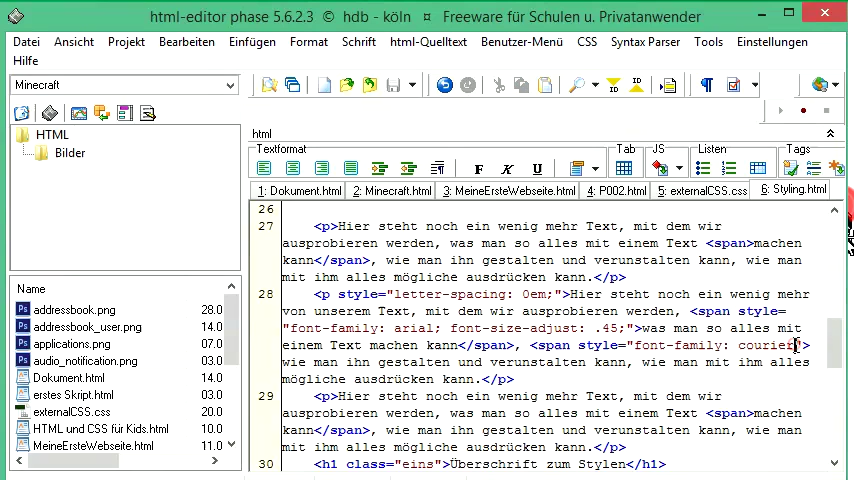 html-editor phase 5.6.2.3 © hdb - köln ¤ Freeware für Schulen u. Privatanwender
Datei Ansicht Projekt Bearbeiten Einfügen Format Schrift html-Quelltext Benutzer-Menü CSS Syntax Parser Tools Einstellungen
Hilfe
Minecraft
HTML
Bilder
html
Textformat Tab JS Listen Tags
F K U
1: Dokument.html 2: Minecraft.html 3: MeineErsteWebseite.html 4: P002.html 5: externalCSS.css 6: Styling.html
Name
addressbook.png 28.0
addressbook_user.png 14.0
applications.png 07.0
audio_notification.png 03.0
Dokument.html 14.0
erstes Skript.html 03.0
externalCSS.css 20.0
HTML und CSS für Kids.html 10.0
MeineErsteWebseite.html 11.0
26
27 <p>Hier steht noch ein wenig mehr Text, mit dem wir
ausprobieren werden, was man so alles mit einem Text <span>machen
kann</span>, wie man ihn gestalten und verunstalten kann, wie man
mit ihm alles mögliche ausdrücken kann.</p>
28 <p style="letter-spacing: 0em;">Hier steht noch ein wenig mehr
von unserem Text, mit dem wir ausprobieren werden, <span style=
"font-family: arial; font-size-adjust: .45;">was man so alles mit
einem Text machen kann</span>, <span style="font-family: courier">
wie man ihn gestalten und verunstalten kann, wie man mit ihm alles
mögliche ausdrücken kann.</p>
29 <p>Hier steht noch ein wenig mehr Text, mit dem wir
ausprobieren werden, was man so alles mit einem Text <span>machen
kann</span>, wie man ihn gestalten und verunstalten kann, wie man
mit ihm alles mögliche ausdrücken kann.</p>
30 <h1 class="eins">Überschrift zum Stylen</h1>